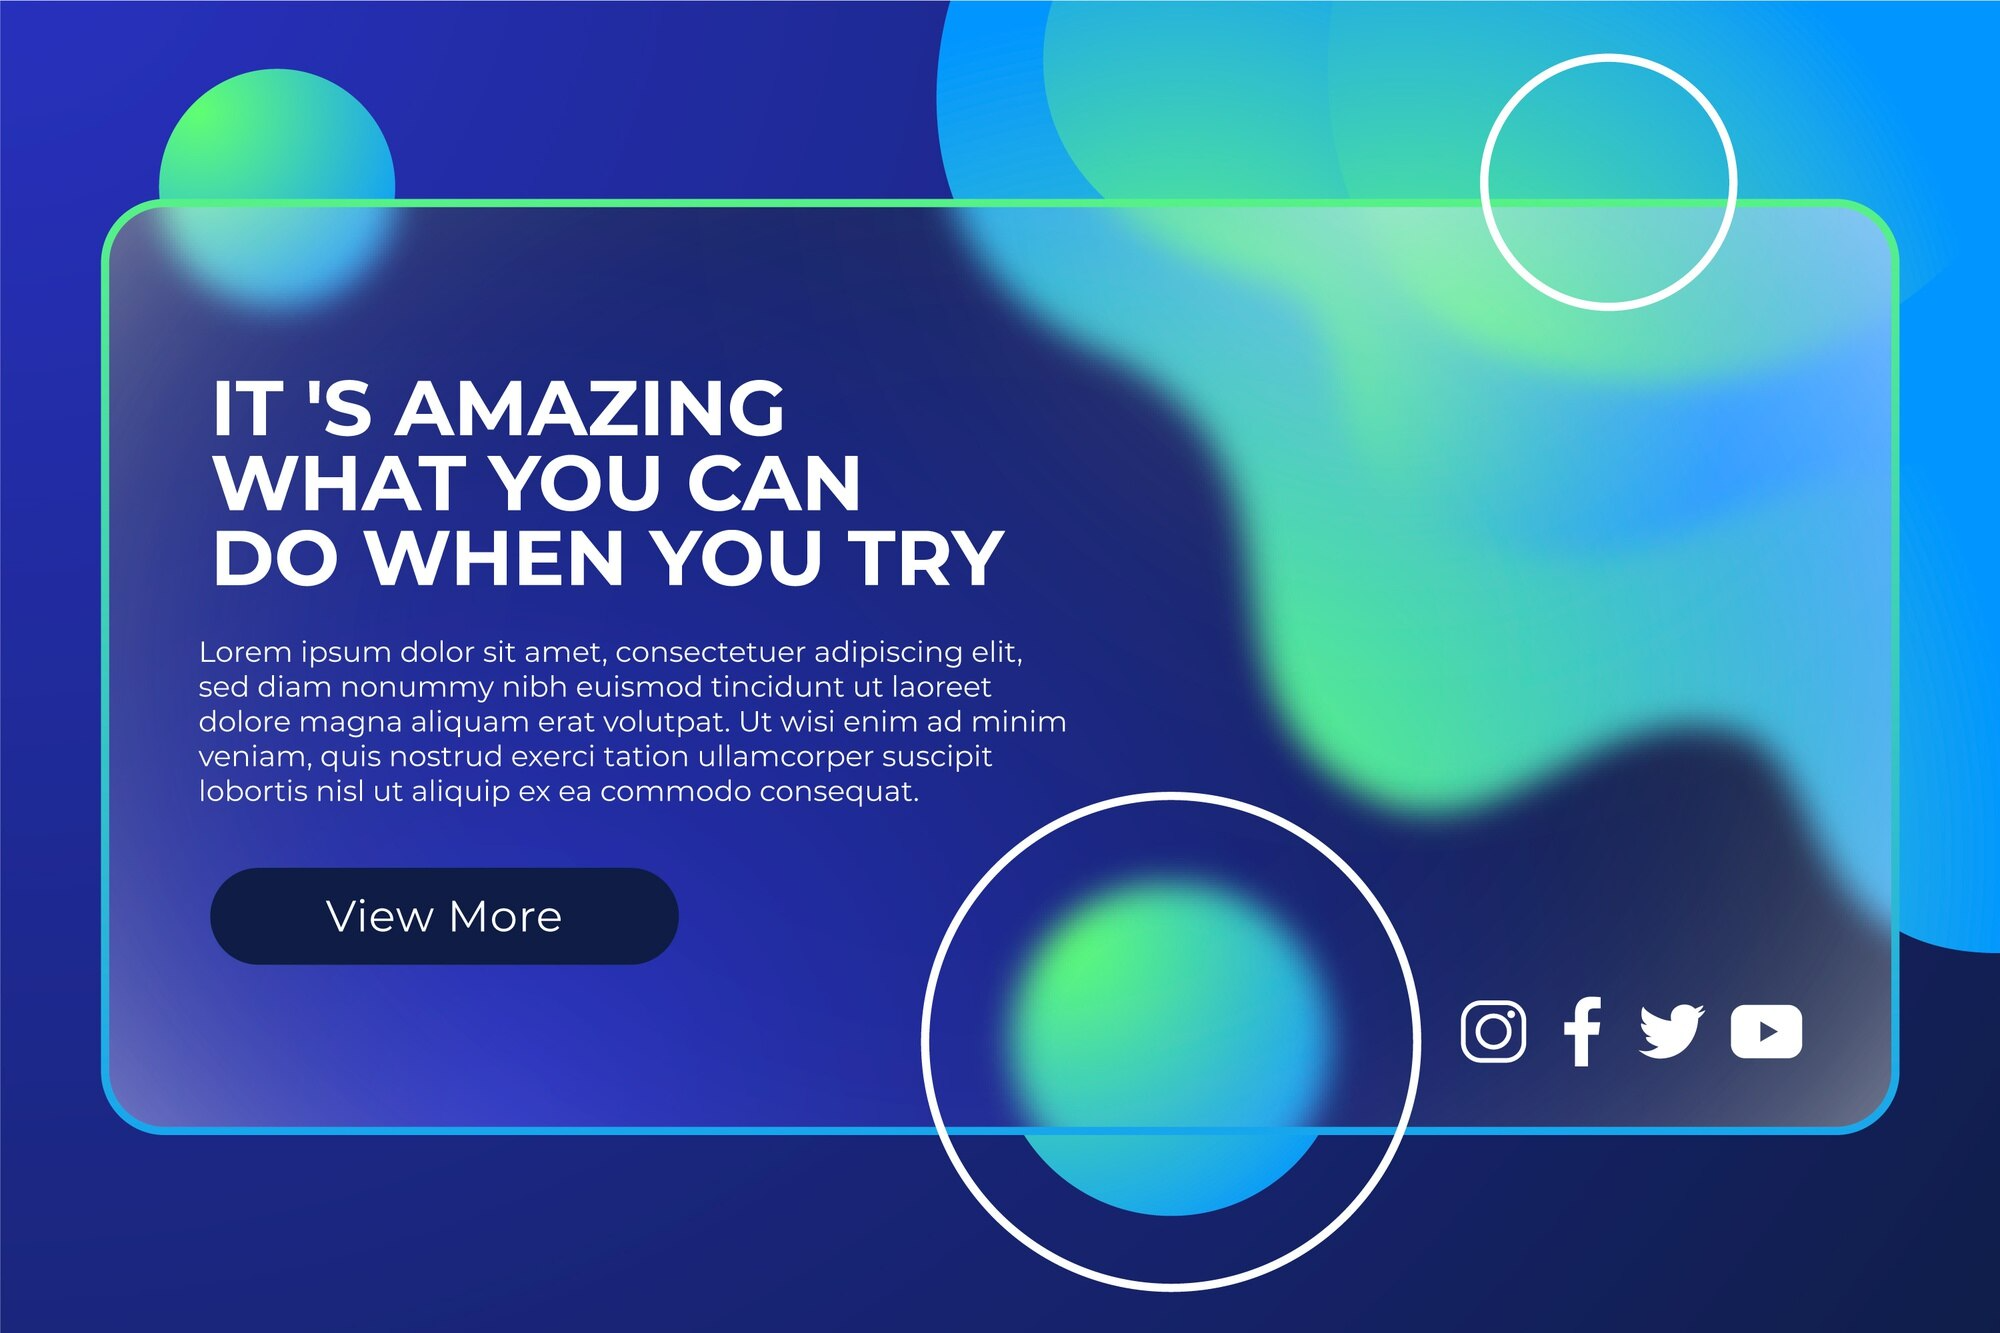 IT 'S AMAZING
WHAT YOU CAN
DO WHEN YOU TRY
Lorem ipsum dolor sit amet, consectetuer adipiscing elit,
sed diam nonummy nibh euismod tincidunt ut laoreet
dolore magna aliquam erat volutpat. Ut wisi enim ad minim
veniam, quis nostrud exerci tation ullamcorper suscipit
lobortis nisl ut aliquip ex ea commodo consequat.
View More